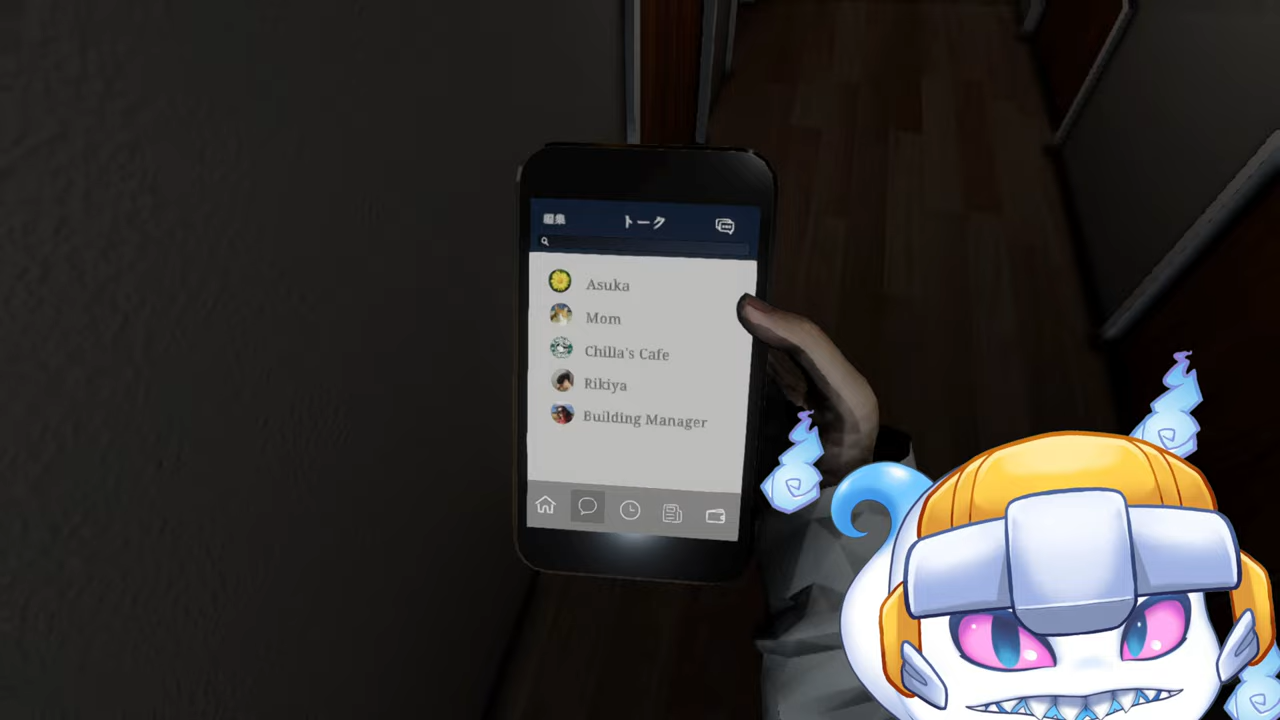 編集 トーク
Asuka
Mom
Chilla's Cafe
Rikiya
Building Manager